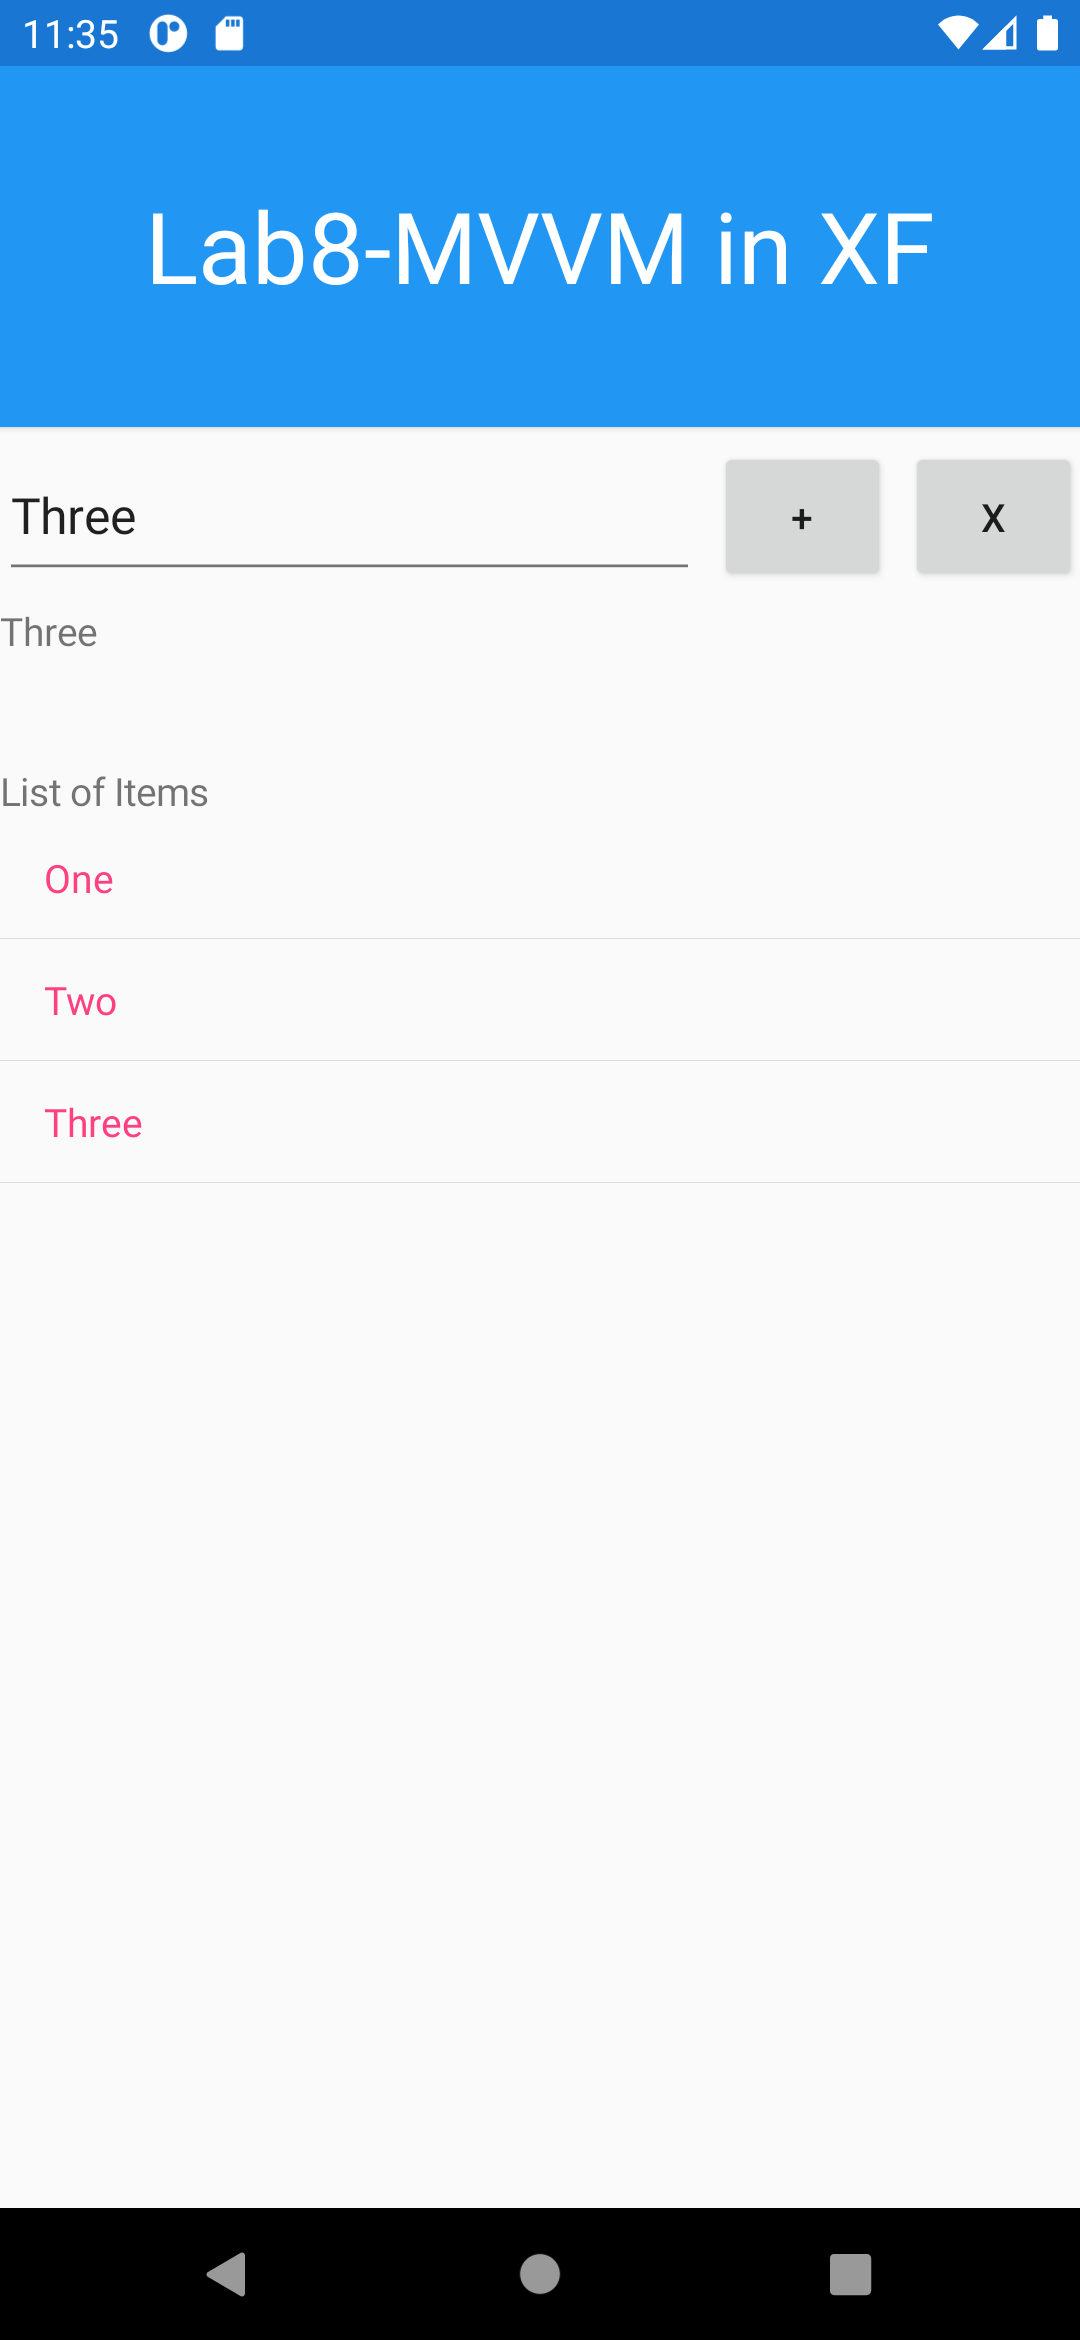 11:35
Lab8-MVVM in XF
Three
+ X
Three
List of Items
One
Two
Three